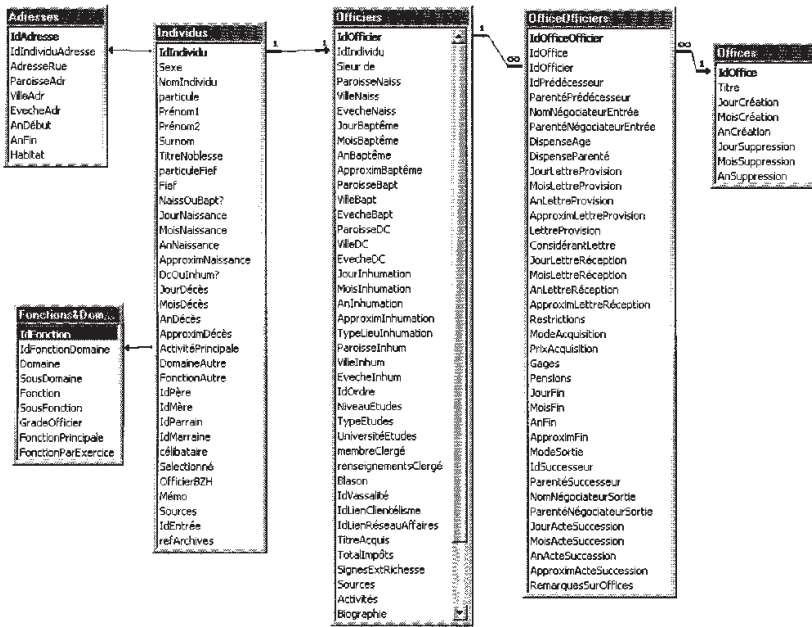 Adresses
IdAdresse
IdIndividuAdresse
AdresseRue
ParoisseAdr
VilleAdr
EvecheAdr
AnDébut
AnFin
Habitat
Individus
IdIndividu
Sexe
NomIndividu
particule
Prénom1
Prénom2
Surnom
TitreNoblesse
particuleFief
Fief
NaissOuBapt?
JourNaissance
MoisNaissance
AnNaissance
ApproximNaissance
DcOuInhum?
JourDécès
MoisDécès
AnDécès
ApproximDécès
ActivitéPrincipale
DomaineAutre
FonctionAutre
IdPère
IdMère
IdParrain
IdMarraine
célibataire
Selectionné
OfficierBZH
Mémo
Sources
IdEntrée
refArchives
Fonctions&Dom...
IdFonction
IdFonctionDomaine
Domaine
SousDomaine
Fonction
SousFonction
GradeOfficier
FonctionPrincipale
FonctionParExercice
1
1
Officiers
IdOfficier
IdIndividu
Sieur de
ParoisseNaiss
VilleNaiss
EvecheNaiss
JourBaptême
MoisBaptême
AnBaptême
ApproximBaptême
ParoisseBapt
VilleBapt
EvecheBapt
ParoisseDC
VilleDC
EvecheDC
JourInhumation
MoisInhumation
AnInhumation
ApproximInhumation
TypeLieuInhumation
ParoisseInhum
VilleInhum
EvecheInhum
IdOrdre
NiveauEtudes
TypeEtudes
UniversitéEtudes
membreClergé
renseignementsClergé
Blason
IdVassalité
IdLienClientélisme
IdLienRéseauAffaires
TitreAcquis
TotalImpôts
SignesExtRichesse
Sources
Activités
Biographie
1
∞
OfficeOfficiers
IdOfficeOfficier
IdOffice
IdOfficier
IdPrédécesseur
ParentéPrédécesseur
NomNégociateurEntrée
ParentéNégociateurEntrée
DispenseAge
DispenseParenté
JourLettreProvision
MoisLettreProvision
AnLettreProvision
ApproximLettreProvision
LettreProvision
ConsidérantLettre
JourLettreRéception
MoisLettreRéception
AnLettreRéception
ApproximLettreRéception
Restrictions
ModeAcquisition
PrixAcquisition
Gages
Pensions
JourFin
MoisFin
AnFin
ApproximFin
ModeSortie
IdSuccesseur
ParentéSuccesseur
NomNégociateurSortie
ParentéNégociateurSortie
JourActeSuccession
MoisActeSuccession
AnActeSuccession
ApproximActeSuccession
RemarquesSurOffices
∞
1
Offices
IdOffice
Titre
JourCréation
MoisCréation
AnCréation
JourSuppression
MoisSuppression
AnSuppression